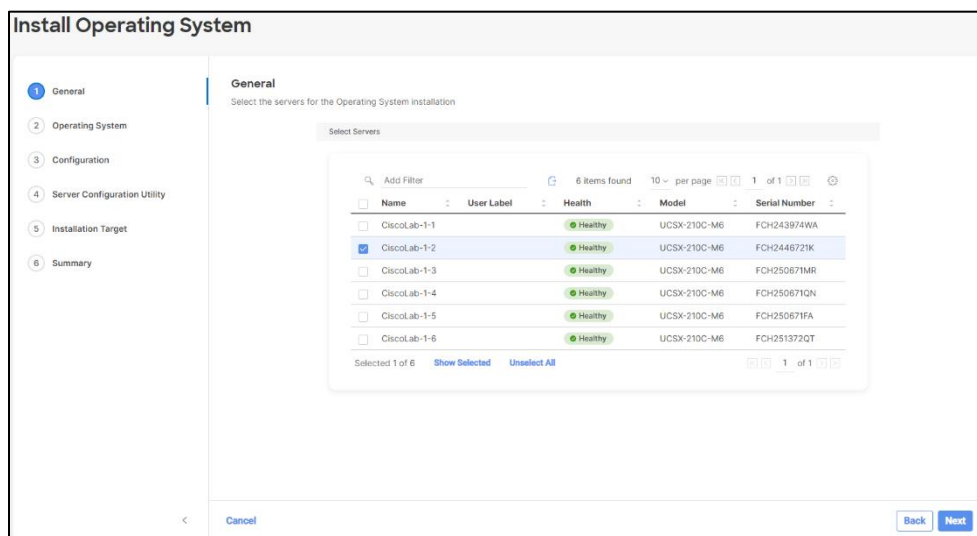 Install Operating System
1 General
2 Operating System
3 Configuration
4 Server Configuration Utility
5 Installation Target
6 Summary
General
Select the servers for the Operating System installation
Select Servers
Add Filter 6 items found 10 per page 1 of 1
Name User Label Health Model Serial Number
CiscoLab-1-1 Healthy UCSX-210C-M6 FCH243974WA
CiscoLab-1-2 Healthy UCSX-210C-M6 FCH2446721K
CiscoLab-1-3 Healthy UCSX-210C-M6 FCH250671MR
CiscoLab-1-4 Healthy UCSX-210C-M6 FCH250671QN
CiscoLab-1-5 Healthy UCSX-210C-M6 FCH250671FA
CiscoLab-1-6 Healthy UCSX-210C-M6 FCH251372QT
Selected 1 of 6 Show Selected Unselect All 1 of 1
Cancel Back Next